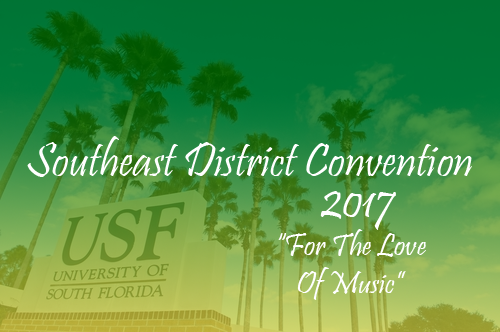 Southeast District Convention
2017
"For The Love
Of Music"
USF
UNIVERSITY OF
SOUTH FLORIDA